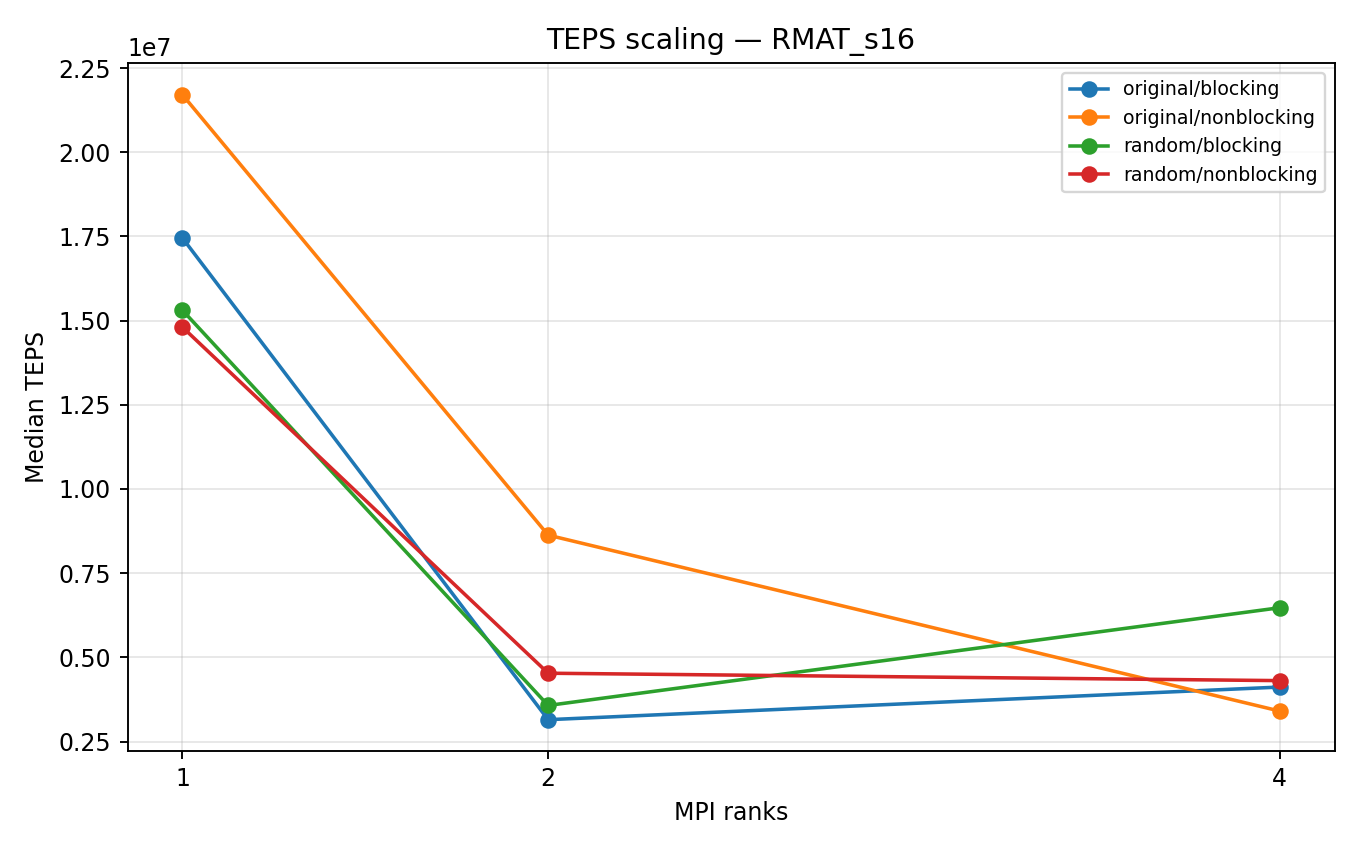 TEPS scaling — RMAT_s16
1e7
2.25
2.00
1.75
1.50
1.25
1.00
0.75
0.50
0.25
Median TEPS
original/blocking
original/nonblocking
random/blocking
random/nonblocking
1
2
4
MPI ranks